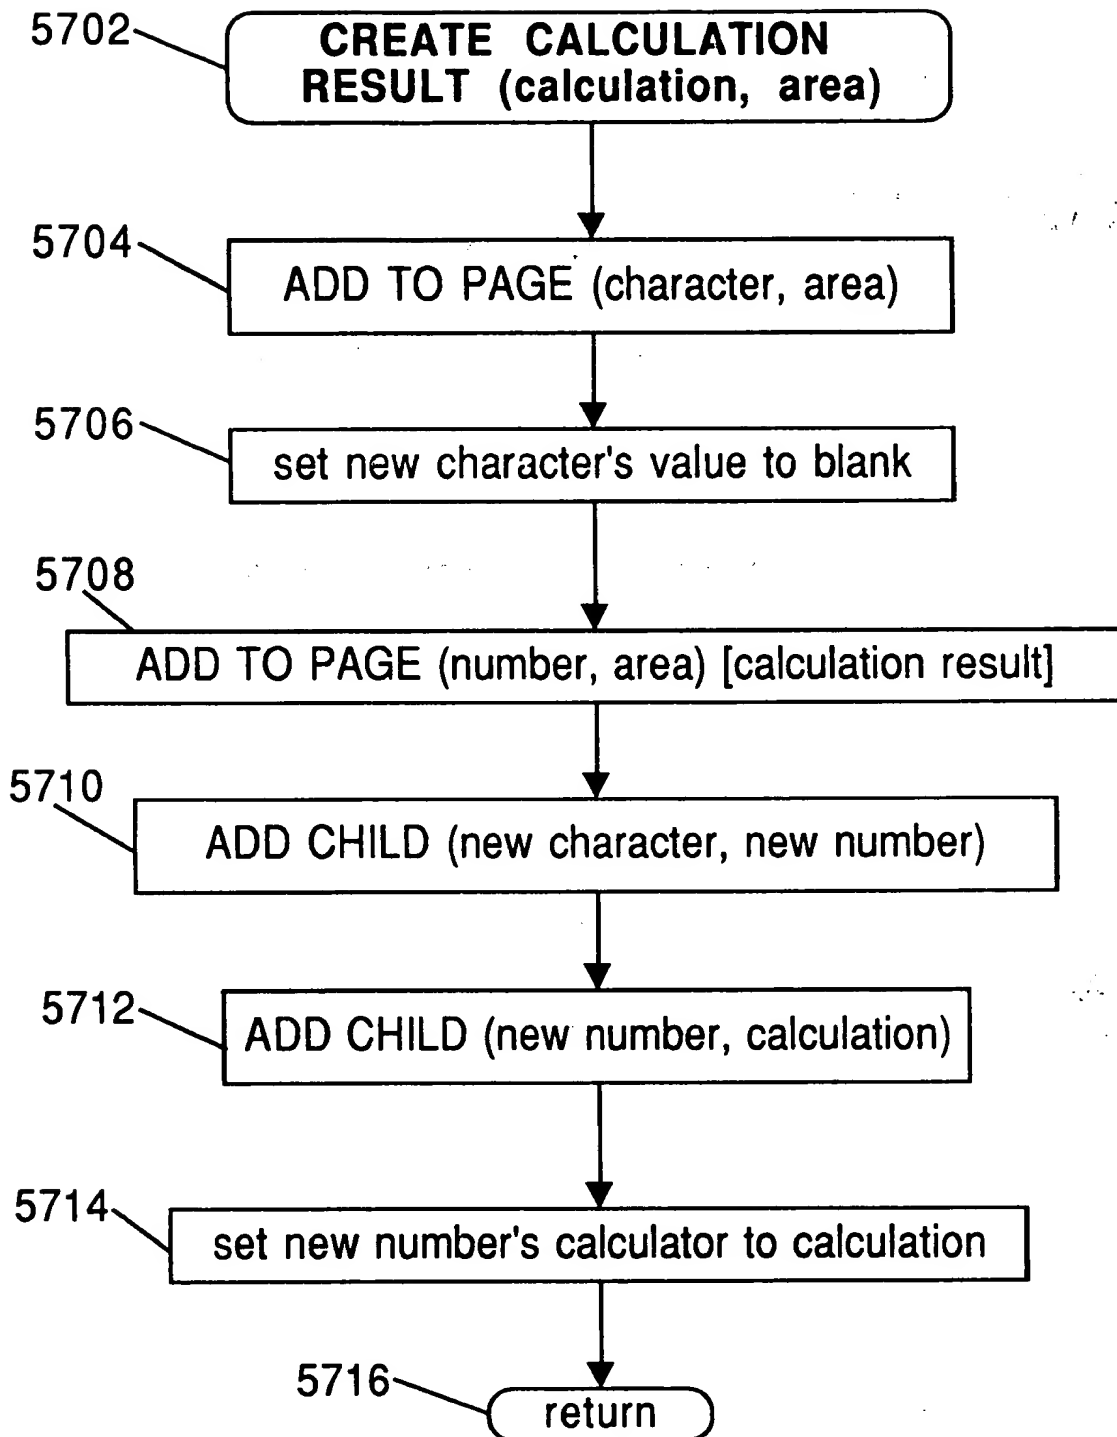 5702
CREATE CALCULATION
RESULT (calculation, area)
5704
ADD TO PAGE (character, area)
5706
set new character's value to blank
5708
ADD TO PAGE (number, area) [calculation result]
5710
ADD CHILD (new character, new number)
5712
ADD CHILD (new number, calculation)
5714
set new number's calculator to calculation
5716
return